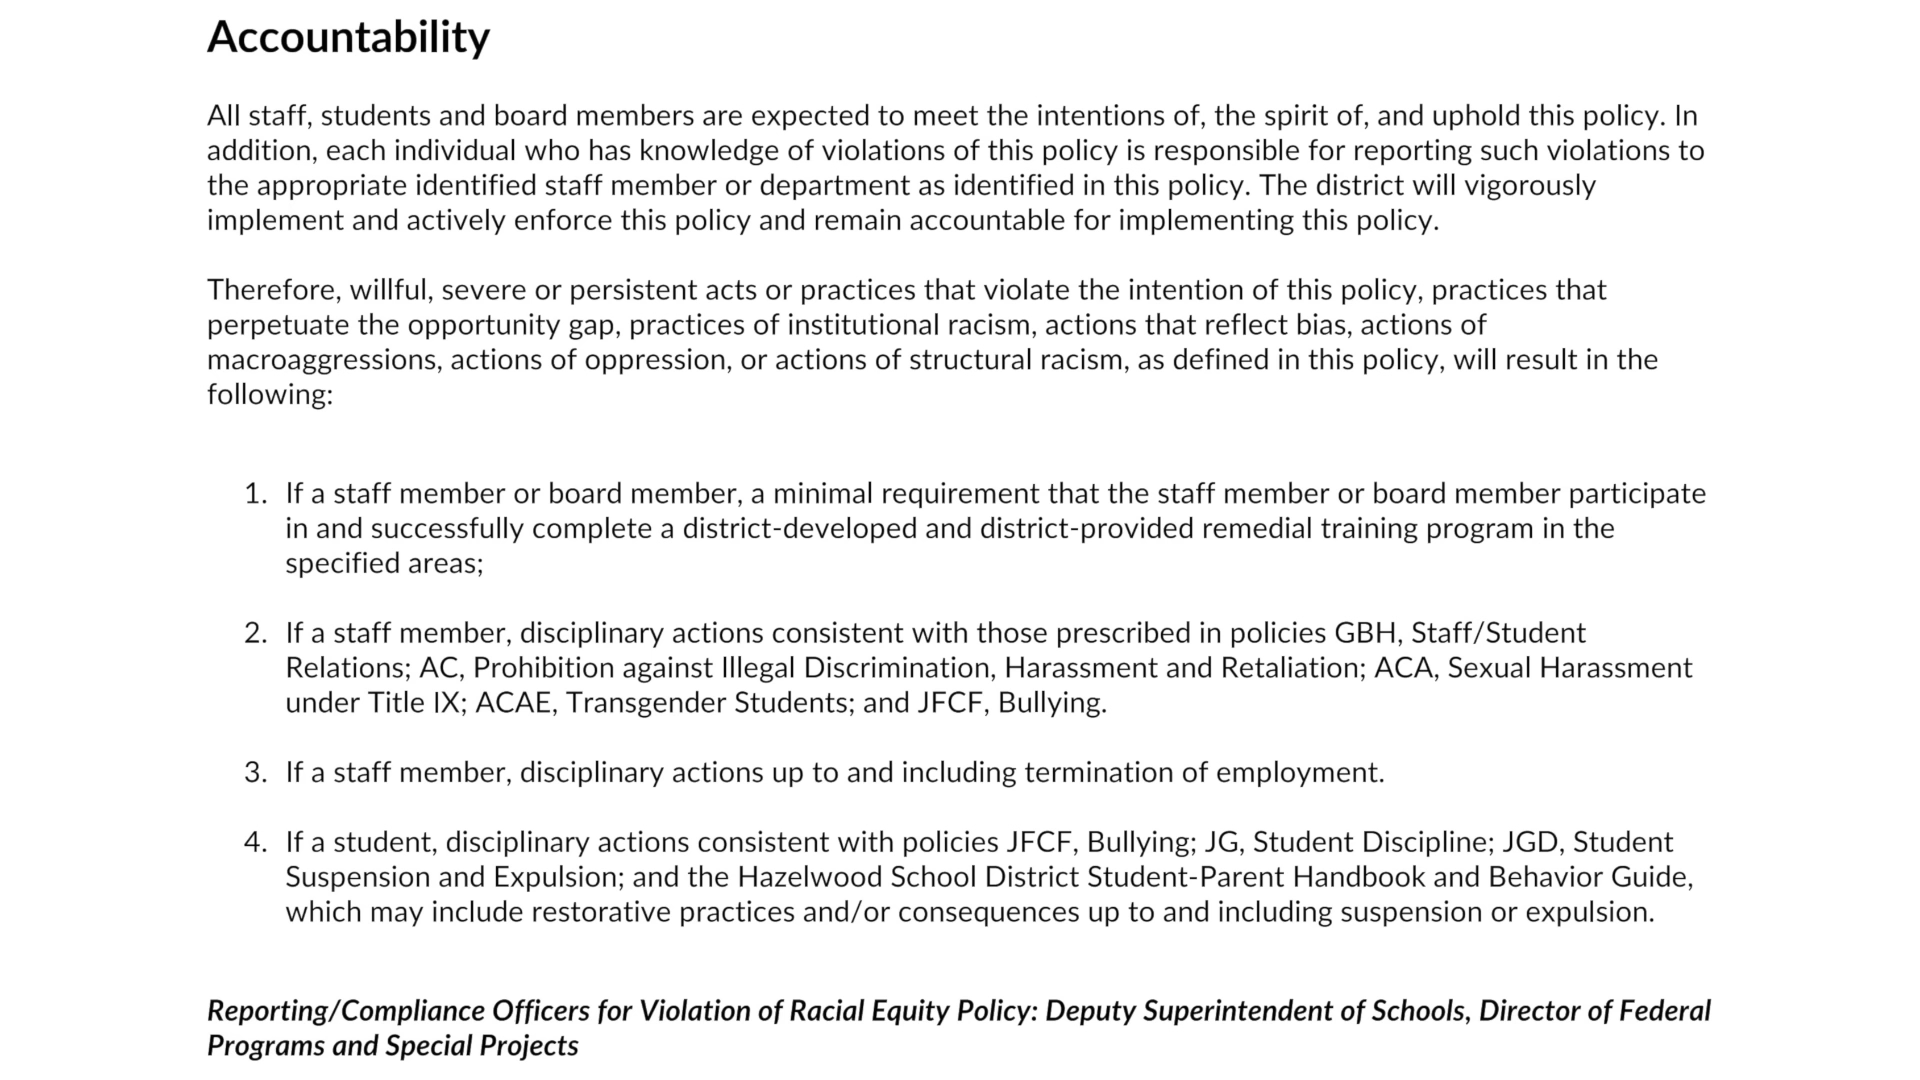 Accountability
All staff, students and board members are expected to meet the intentions of, the spirit of, and uphold this policy. In
addition, each individual who has knowledge of violations of this policy is responsible for reporting such violations to
the appropriate identified staff member or department as identified in this policy. The district will vigorously
implement and actively enforce this policy and remain accountable for implementing this policy.
Therefore, willful, severe or persistent acts or practices that violate the intention of this policy, practices that
perpetuate the opportunity gap, practices of institutional racism, actions that reflect bias, actions of
macroaggressions, actions of oppression, or actions of structural racism, as defined in this policy, will result in the
following:
1. If a staff member or board member, a minimal requirement that the staff member or board member participate
in and successfully complete a district-developed and district-provided remedial training program in the
specified areas;
2. If a staff member, disciplinary actions consistent with those prescribed in policies GBH, Staff/Student
Relations; AC, Prohibition against Illegal Discrimination, Harassment and Retaliation; ACA, Sexual Harassment
under Title IX; ACAE, Transgender Students; and JFCF, Bullying.
3. If a staff member, disciplinary actions up to and including termination of employment.
4. If a student, disciplinary actions consistent with policies JFCF, Bullying; JG, Student Discipline; JGD, Student
Suspension and Expulsion; and the Hazelwood School District Student-Parent Handbook and Behavior Guide,
which may include restorative practices and/or consequences up to and including suspension or expulsion.
Reporting/Compliance Officers for Violation of Racial Equity Policy: Deputy Superintendent of Schools, Director of Federal
Programs and Special Projects